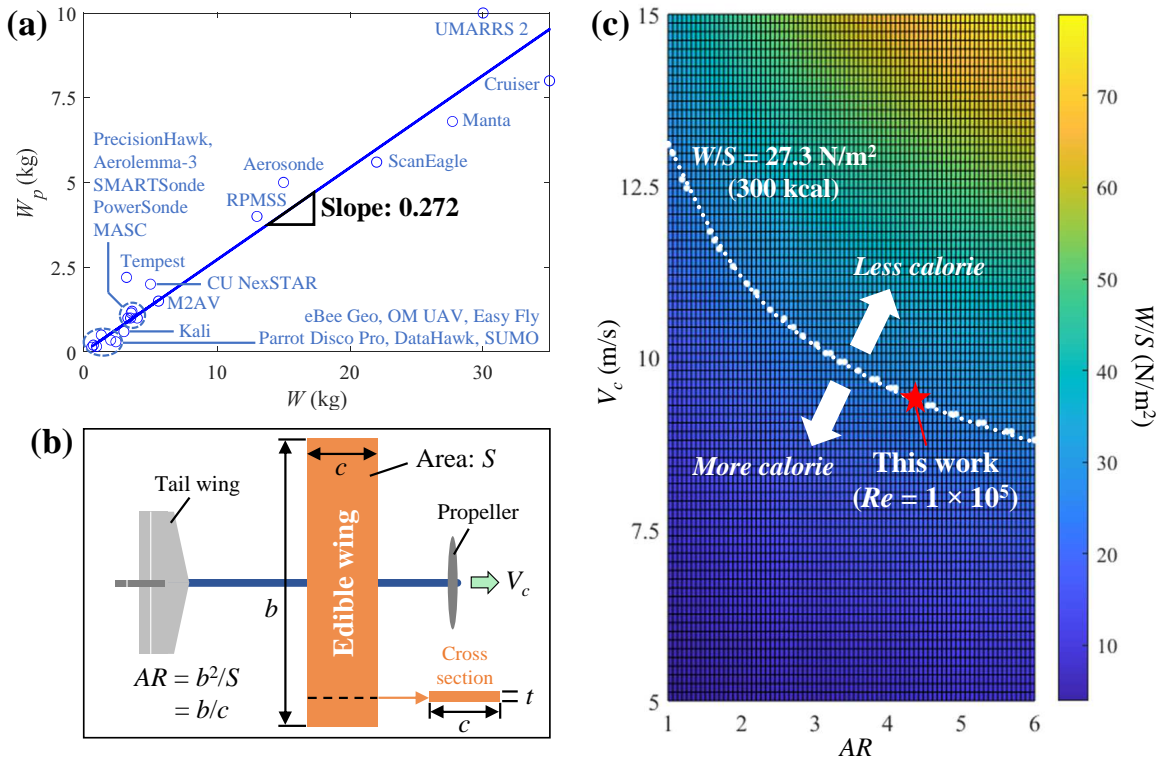 (a)
10
7.5
5
2.5
0
W_p (kg)
UMARRS 2
Cruiser
Manta
ScanEagle
Aerosonde
RPMSS
Slope: 0.272
PrecisionHawk,
Aerolemma-3
SMARTSonde
PowerSonde
MASC
Tempest
CU NexSTAR
M2AV
Kali
eBee Geo, OM UAV, Easy Fly
Parrot Disco Pro, DataHawk, SUMO
0
10
20
30
W (kg)
(b)
Tail wing
c
Area: S
Propeller
Edible wing
b
V_c
Cross
section
t
c
AR = b²/S
= b/c
(c)
15
12.5
10
7.5
5
V_c (m/s)
W/S = 27.3 N/m²
(300 kcal)
Less calorie
More calorie
This work
(Re = 1 × 10⁵)
1
2
3
4
5
6
AR
70
60
50
40
30
20
10
W/S (N/m²)